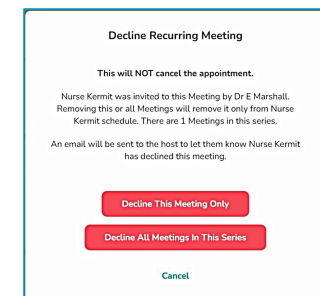 Decline Recurring Meeting
This will NOT cancel the appointment.
Nurse Kermit was invited to this Meeting by Dr E Marshall.
Removing this or all Meetings will remove it only from Nurse
Kermit schedule. There are 1 Meetings in this series.
An email will be sent to the host to let them know Nurse Kermit
has declined this meeting.
Decline This Meeting Only
Decline All Meetings In This Series
Cancel